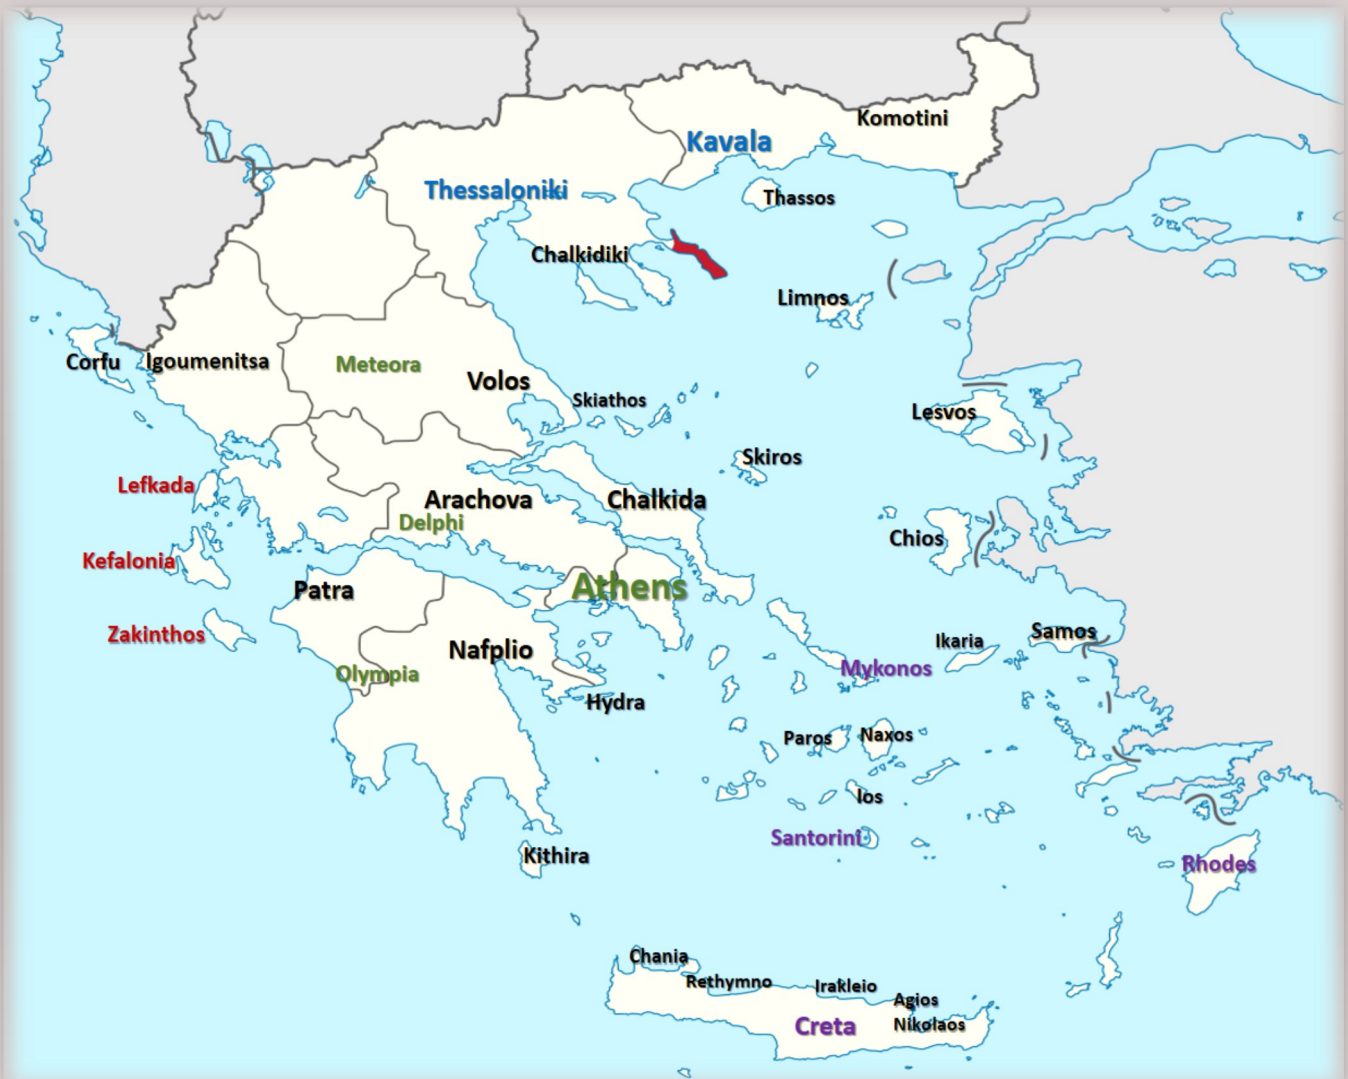 Komotini
Kavala
Thessaloniki
Thassos
Chalkidiki
Limnos
Corfu
Igoumenitsa
Meteora
Volos
Skiathos
Lesvos
Skiros
Lefkada
Arachova
Chalkida
Delphi
Chios
Kefalonia
Patra
Athens
Zakinthos
Samos
Ikaria
Nafplio
Mykonos
Olympia
Hydra
Paros
Naxos
Ios
Santorini
Kithira
Rhodes
Chania
Rethymno
Irakleio
Agios
Nikolaos
Creta